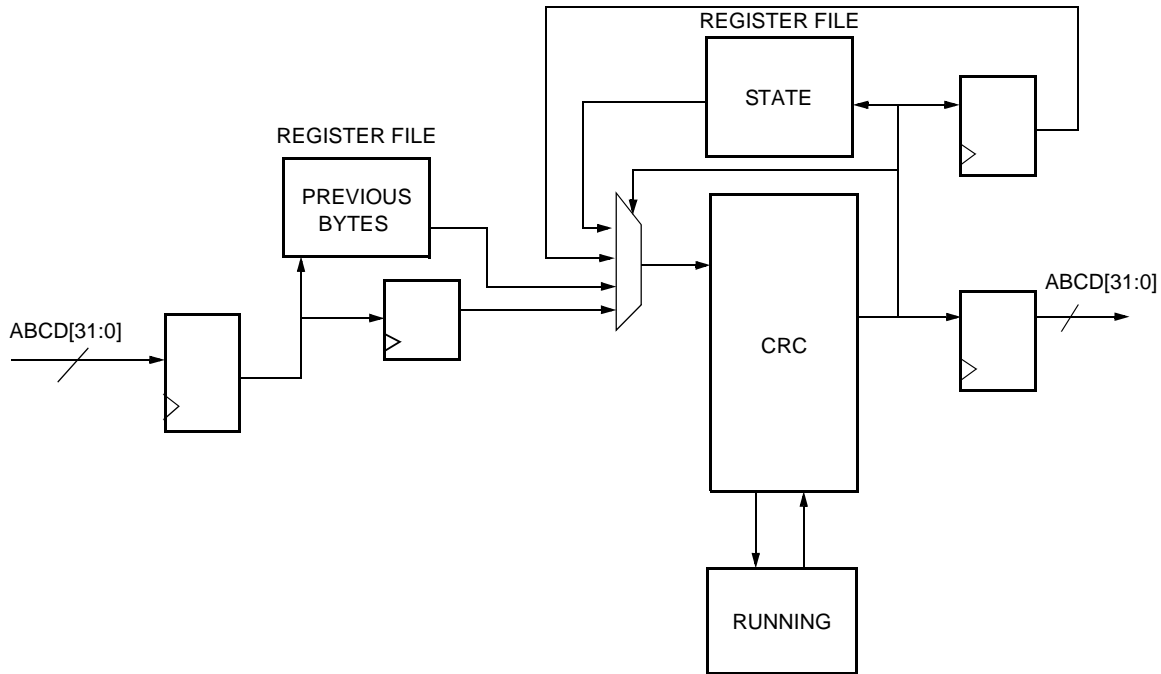 REGISTER FILE
STATE
REGISTER FILE
PREVIOUS
BYTES
ABCD[31:0]
ABCD[31:0]
CRC
RUNNING